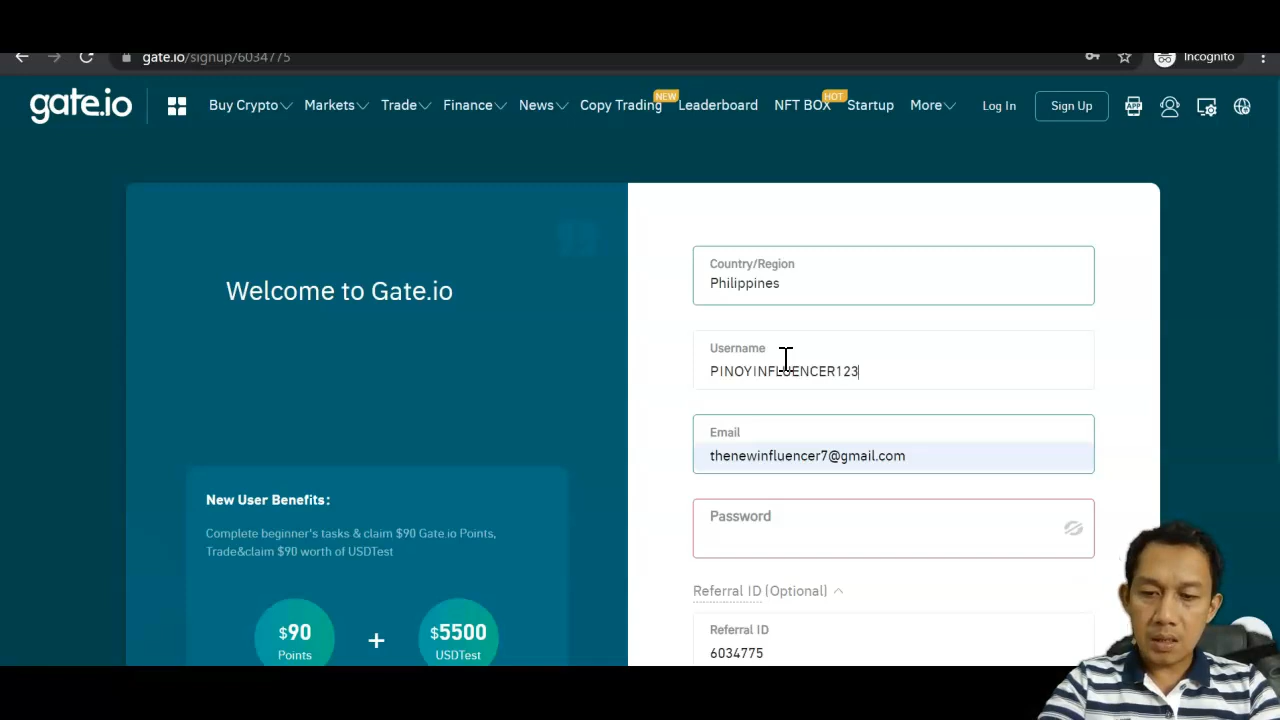 gate.io/signup/6034775
Incognito
gate.io
Buy Crypto
Markets
Trade
Finance
News
Copy Trading
NEW
Leaderboard
NFT BOX
HOT
Startup
More
Log In
Sign Up
APP
Welcome to Gate.io
New User Benefits:
Complete beginner's tasks & claim $90 Gate.io Points,
Trade&claim $90 worth of USDTest
$90
Points
+
$5500
USDTest
Country/Region
Philippines
Username
PINOYINFLUENCER123
Email
thenewinfluencer7@gmail.com
Password
Referral ID (Optional)
Referral ID
6034775